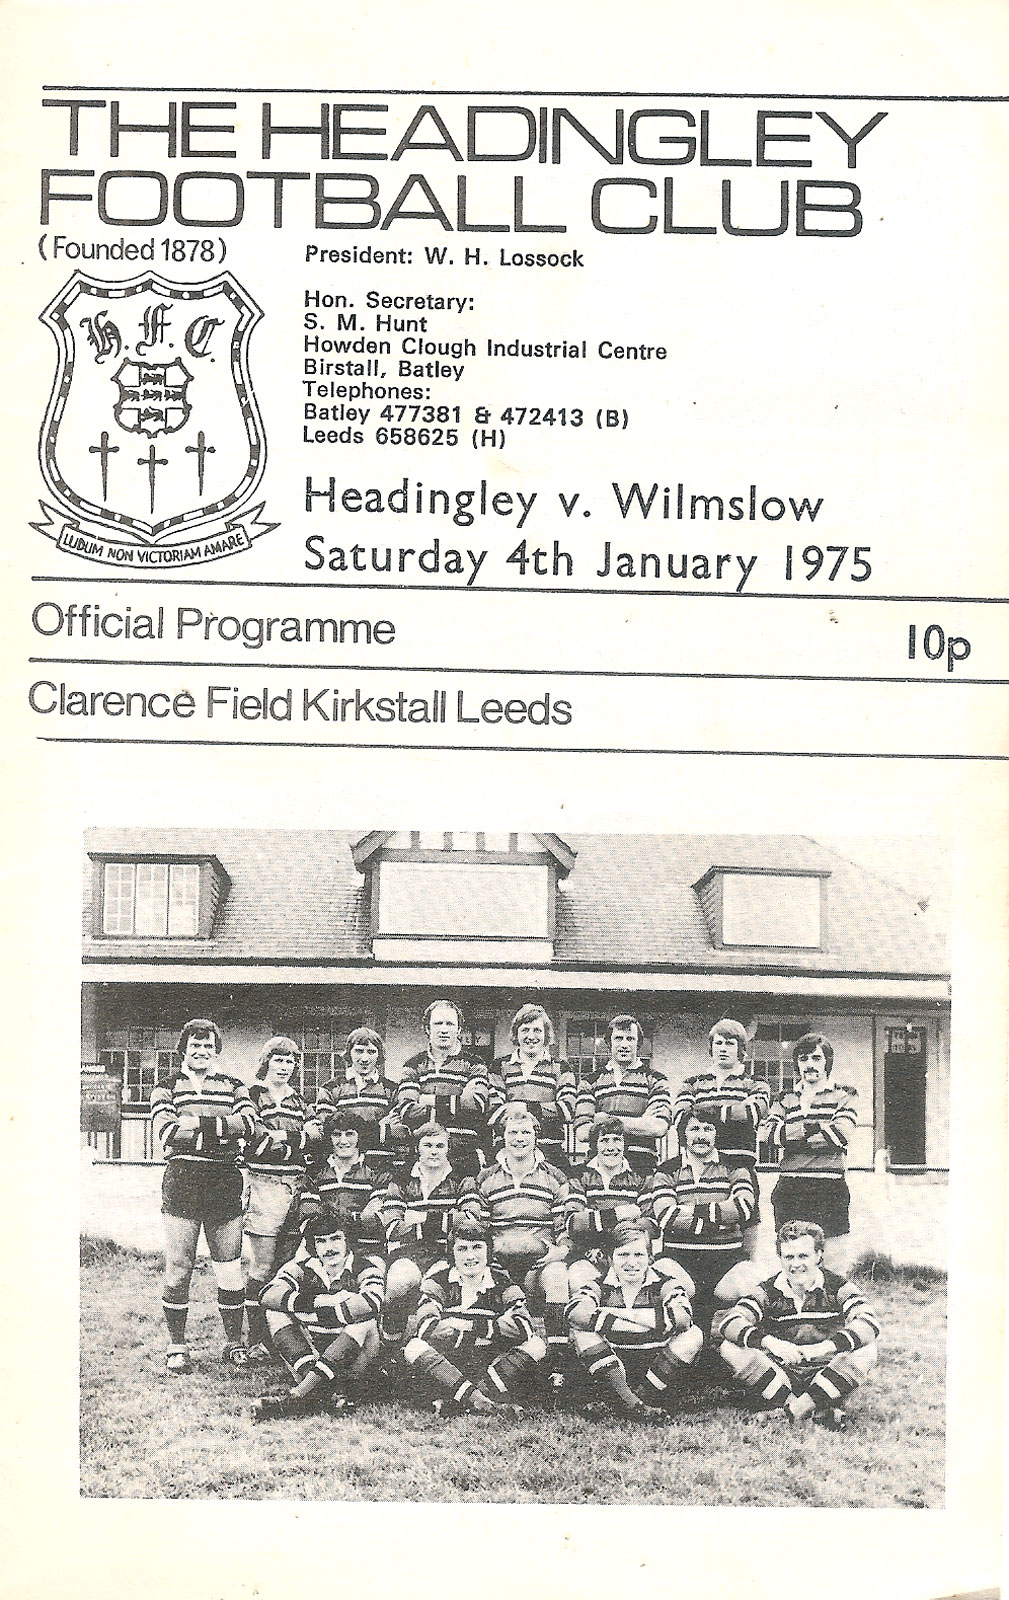 THE HEADINGLEY
FOOTBALL CLUB
(Founded 1878)
President: W. H. Lossock
Hon. Secretary:
S. M. Hunt
Howden Clough Industrial Centre
Birstall, Batley
Telephones:
Batley 477381 & 472413 (B)
Leeds 658625 (H)
H.F.C.
LUDUM NON VICTORIAM AMARE
Headingley v. Wilmslow
Saturday 4th January 1975
Official Programme
10p
Clarence Field Kirkstall Leeds